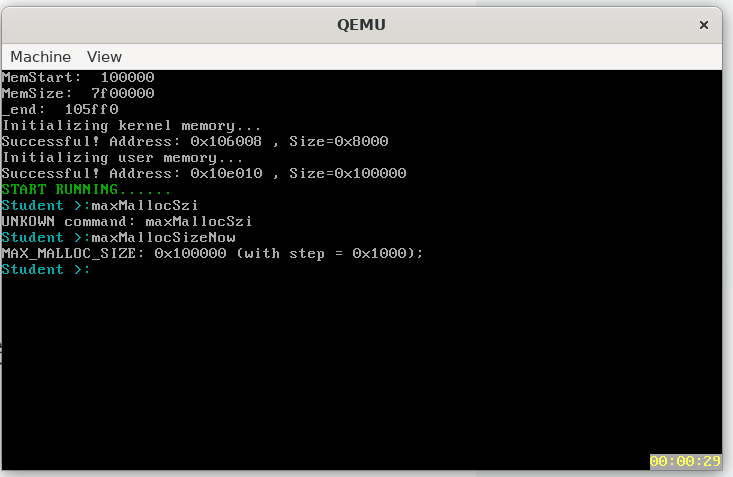 QEMU ×
Machine View
MemStart: 100000
MemSize: 7f00000
_end: 105ff0
Initializing kernel memory...
Successful! Address: 0x106008 , Size=0x8000
Initializing user memory...
Successful! Address: 0x10e010 , Size=0x100000
START RUNNING......
Student >:maxMallocSzi
UNKOWN command: maxMallocSzi
Student >:maxMallocSizeNow
MAX_MALLOC_SIZE: 0x100000 (with step = 0x1000);
Student >:
00:00:29